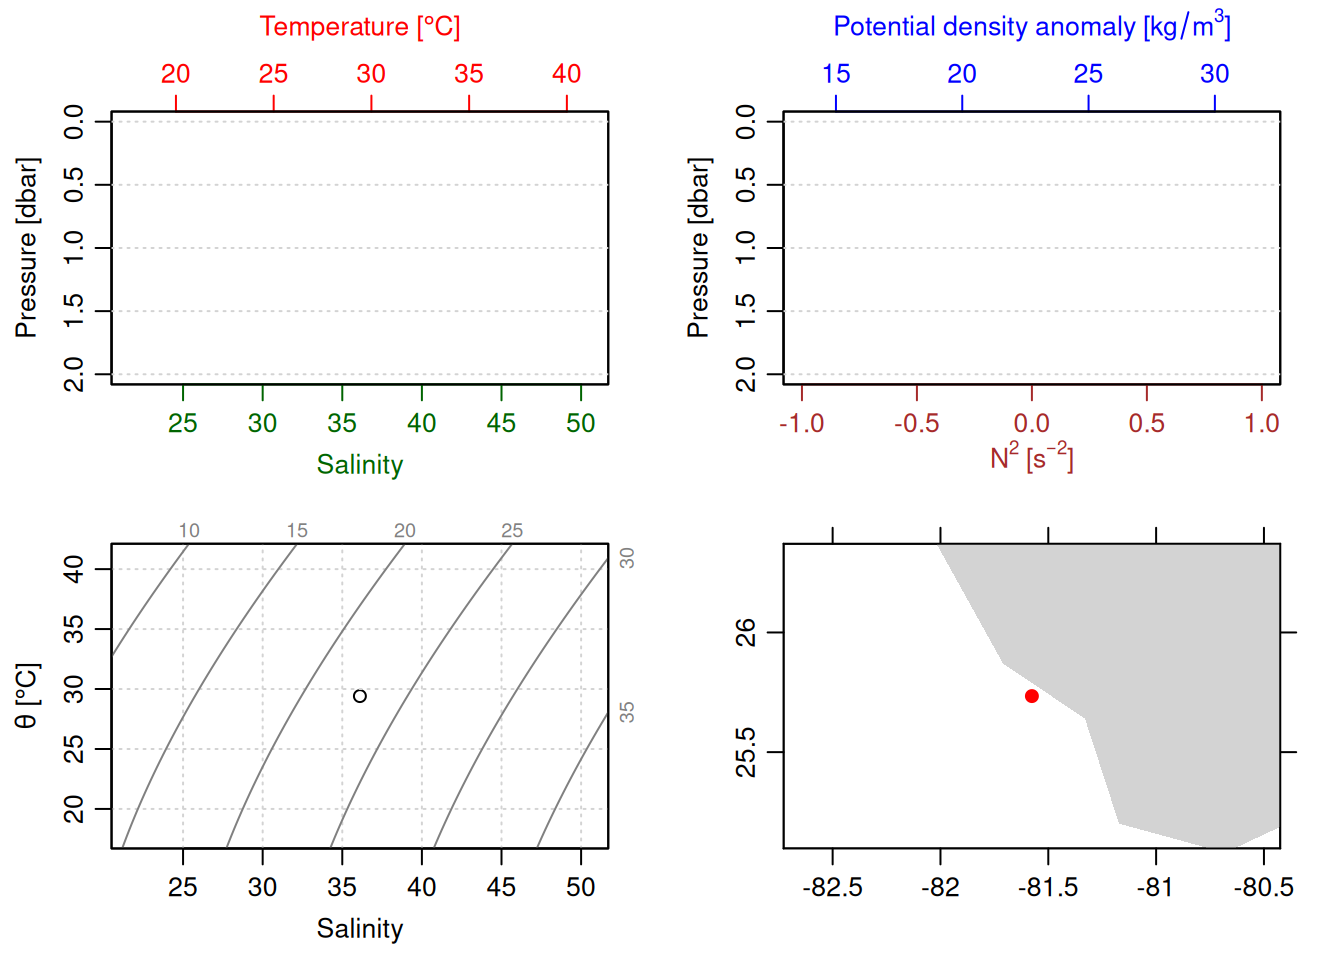 Temperature [°C]
20 25 30 35 40
Pressure [dbar]
0.0
0.5
1.0
1.5
2.0
25 30 35 40 45 50
Salinity
Potential density anomaly [kg/m³]
15 20 25 30
Pressure [dbar]
0.0
0.5
1.0
1.5
2.0
-1.0 -0.5 0.0 0.5 1.0
N² [s⁻²]
10 15 20 25
30
35
θ [°C]
40
35
30
25
20
25 30 35 40 45 50
Salinity
26
25.5
-82.5 -82 -81.5 -81 -80.5